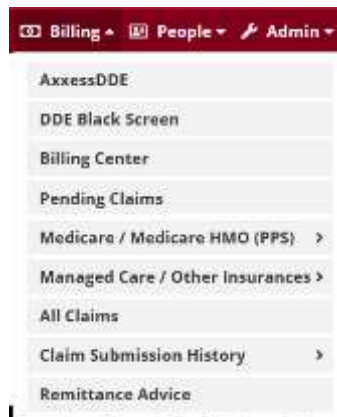 Billing People Admin
AxxessDDE
DDE Black Screen
Billing Center
Pending Claims
Medicare / Medicare HMO (PPS)
Managed Care / Other Insurances
All Claims
Claim Submission History
Remittance Advice